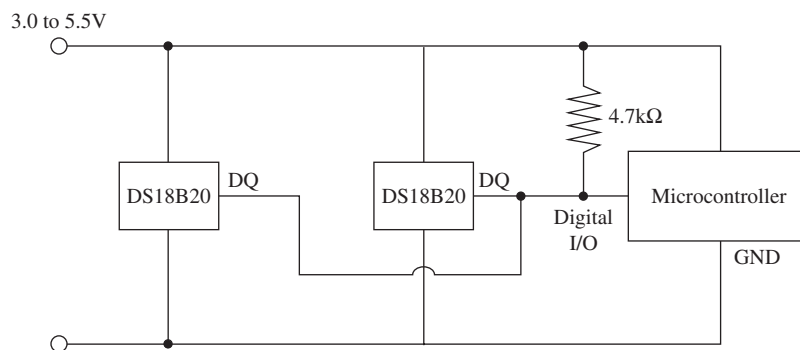 3.0 to 5.5V
4.7kΩ
DS18B20
DQ
DS18B20
DQ
Digital
I/O
Microcontroller
GND